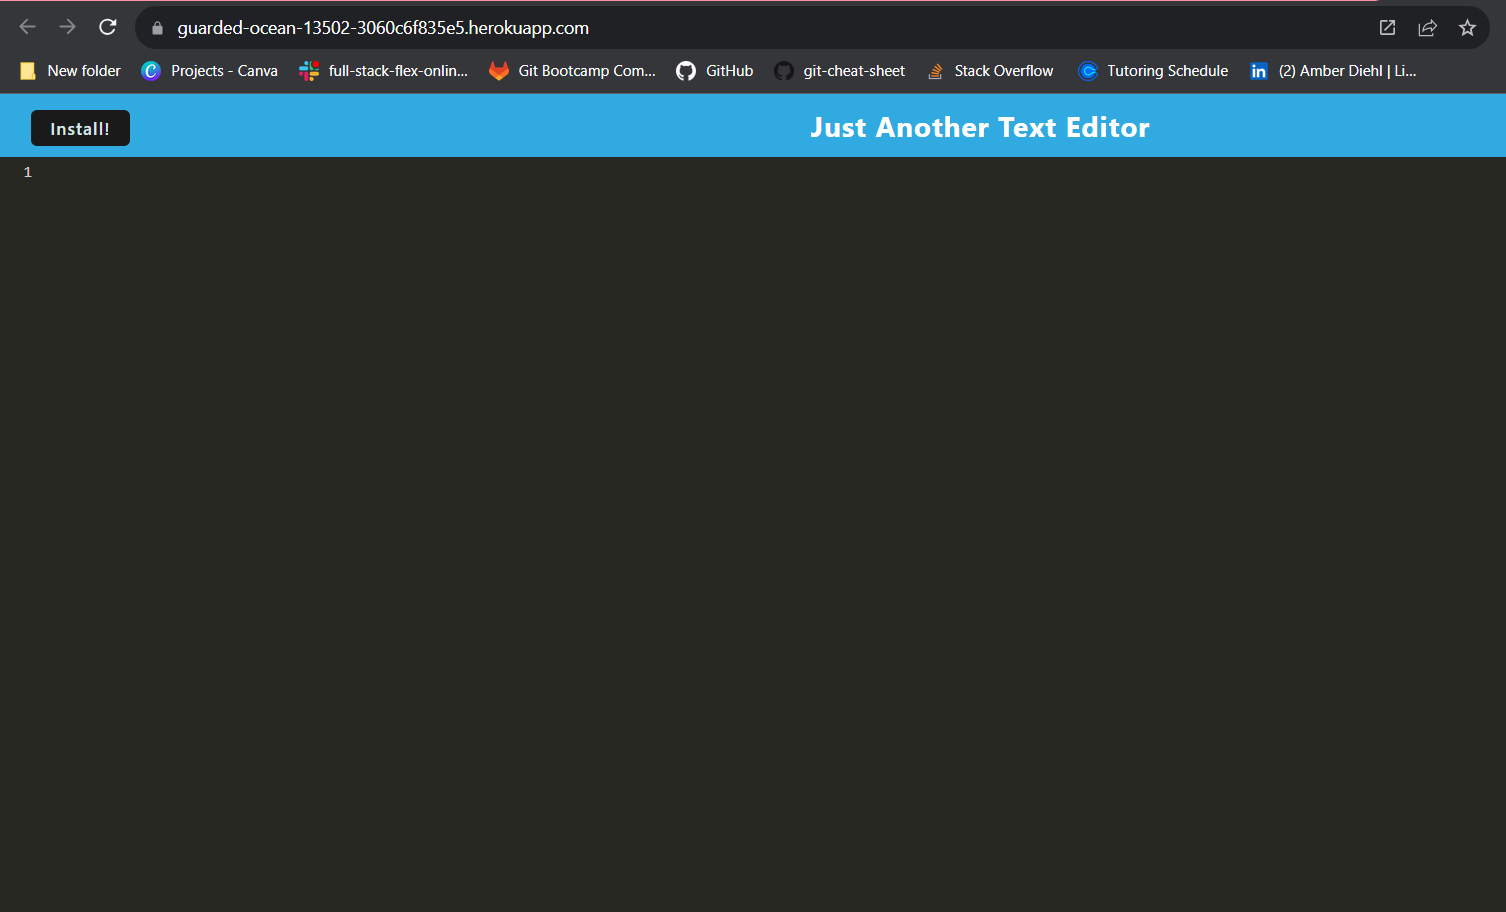 guarded-ocean-13502-3060c6f835e5.herokuapp.com
New folder Projects - Canva full-stack-flex-onlin... Git Bootcamp Com... GitHub git-cheat-sheet Stack Overflow Tutoring Schedule in (2) Amber Diehl | Li...
Install! Just Another Text Editor
1